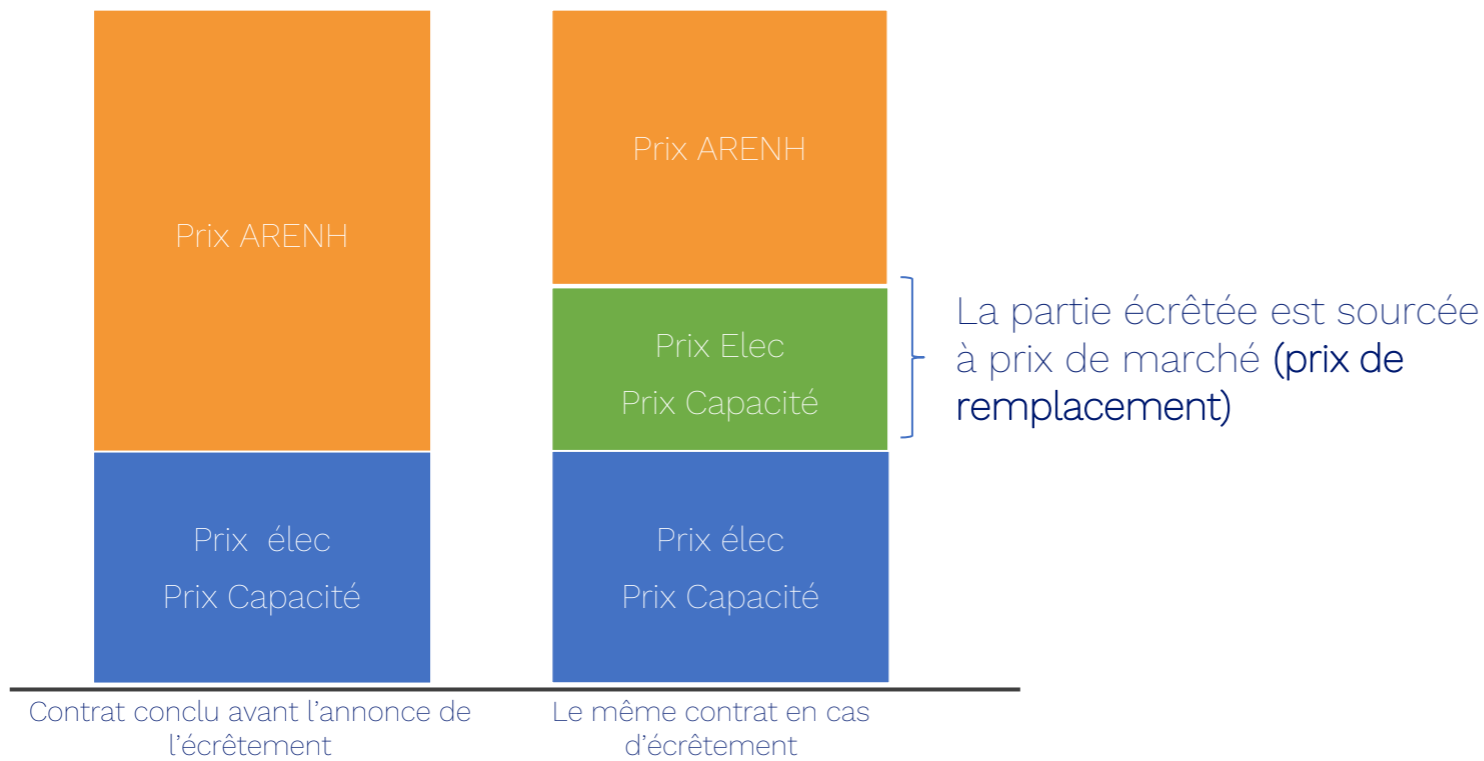 Prix ARENH
Prix élec
Prix Capacité
Contrat conclu avant l’annonce de
l’écrêtement
Prix ARENH
Prix Elec
Prix Capacité
Prix élec
Prix Capacité
Le même contrat en cas
d’écrêtement
La partie écrêtée est sourcée
à prix de marché (prix de
remplacement)